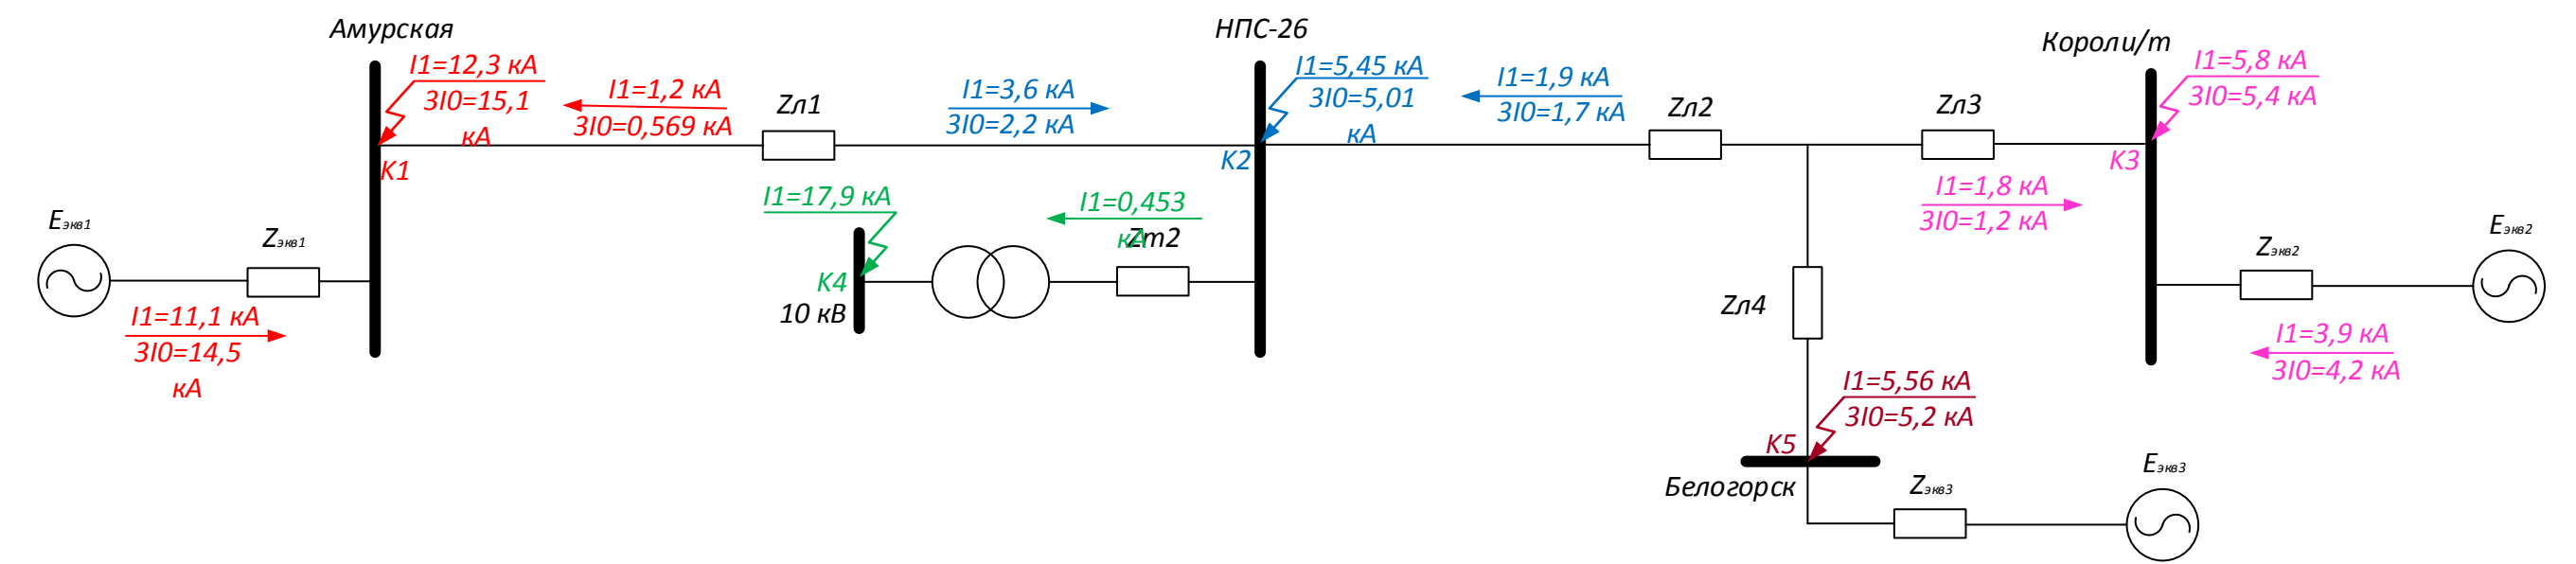 Амурская
НПС-26
Короли/т
I1=12,3 кА
3I0=15,1
кА
I1=1,2 кА
3I0=0,569 кА
Zл1
I1=3,6 кА
3I0=2,2 кА
I1=5,45 кА
3I0=5,01
кА
I1=1,9 кА
3I0=1,7 кА
Zл2
Zл3
I1=5,8 кА
3I0=5,4 кА
К1
К2
К3
I1=17,9 кА
I1=0,453
кА
Zт2
I1=1,8 кА
3I0=1,2 кА
Eэкв1
Zэкв1
Eэкв2
Zэкв2
К4
10 кВ
Zл4
I1=11,1 кА
3I0=14,5
кА
I1=3,9 кА
3I0=4,2 кА
I1=5,56 кА
3I0=5,2 кА
К5
Белогорск
Eэкв3
Zэкв3